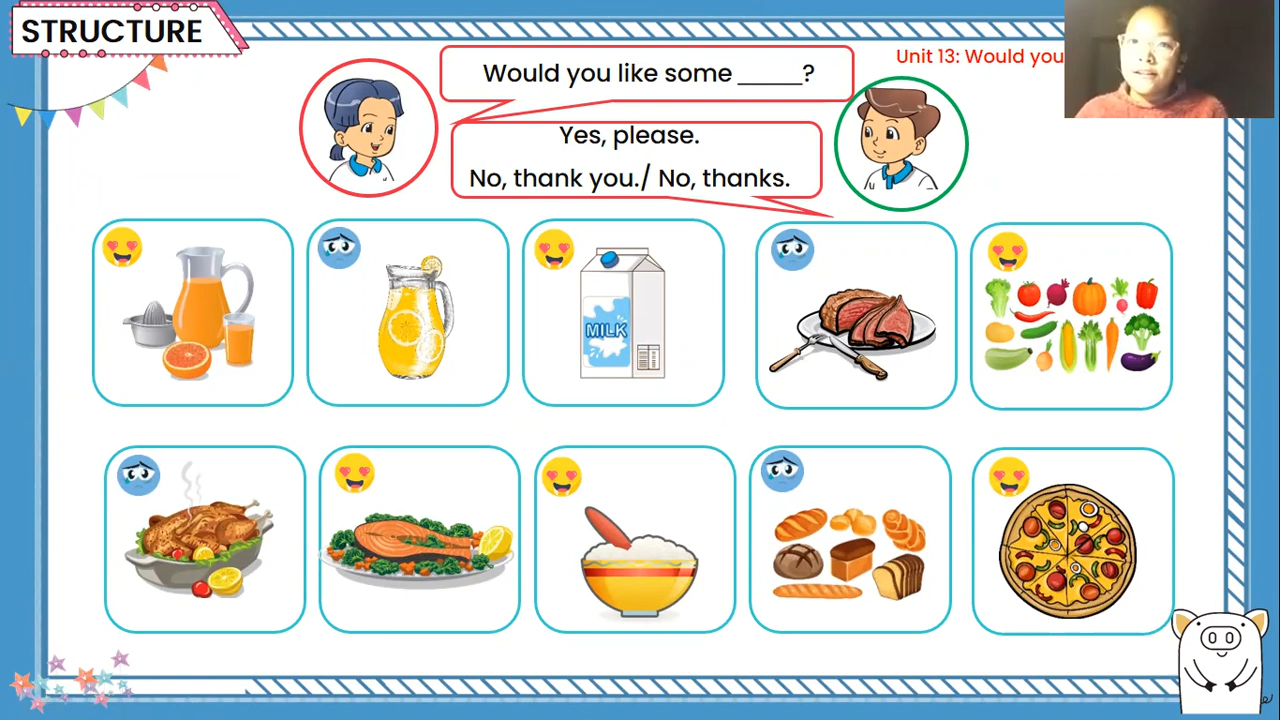 STRUCTURE
Would you like some _____?
Unit 13: Would you
Yes, please.
No, thank you./ No, thanks.
MILK